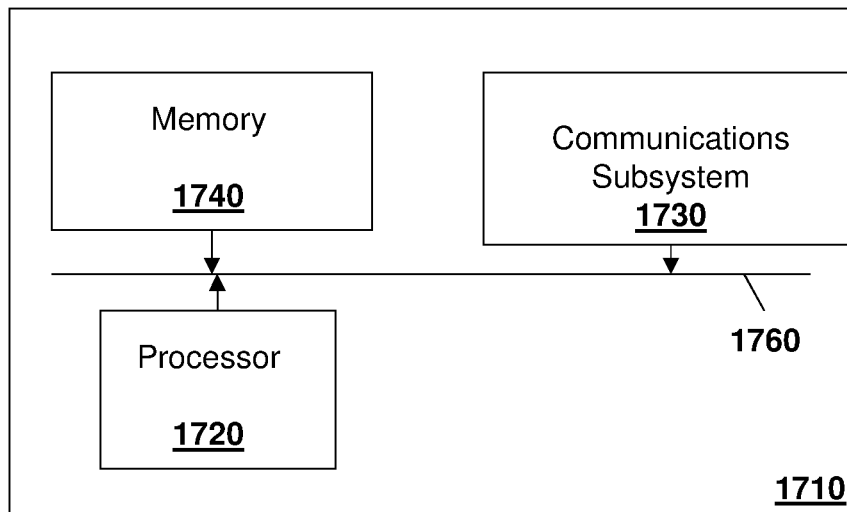 Memory
1740
Communications
Subsystem
1730
1760
Processor
1720
1710